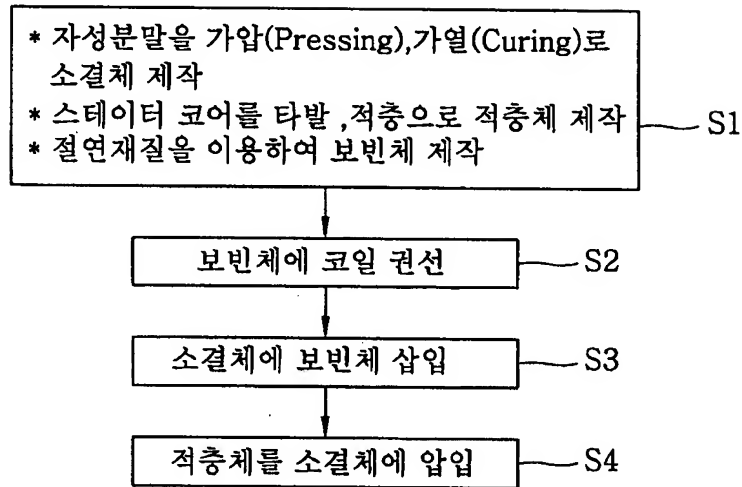 * 자성분말을 가압(Pressing),가열(Curing)로
소결체 제작
* 스테이터 코어를 타발 ,적층으로 적층체 제작
* 절연재질을 이용하여 보빈체 제작
S1
보빈체에 코일 권선
S2
소결체에 보빈체 삽입
S3
적층체를 소결체에 압입
S4